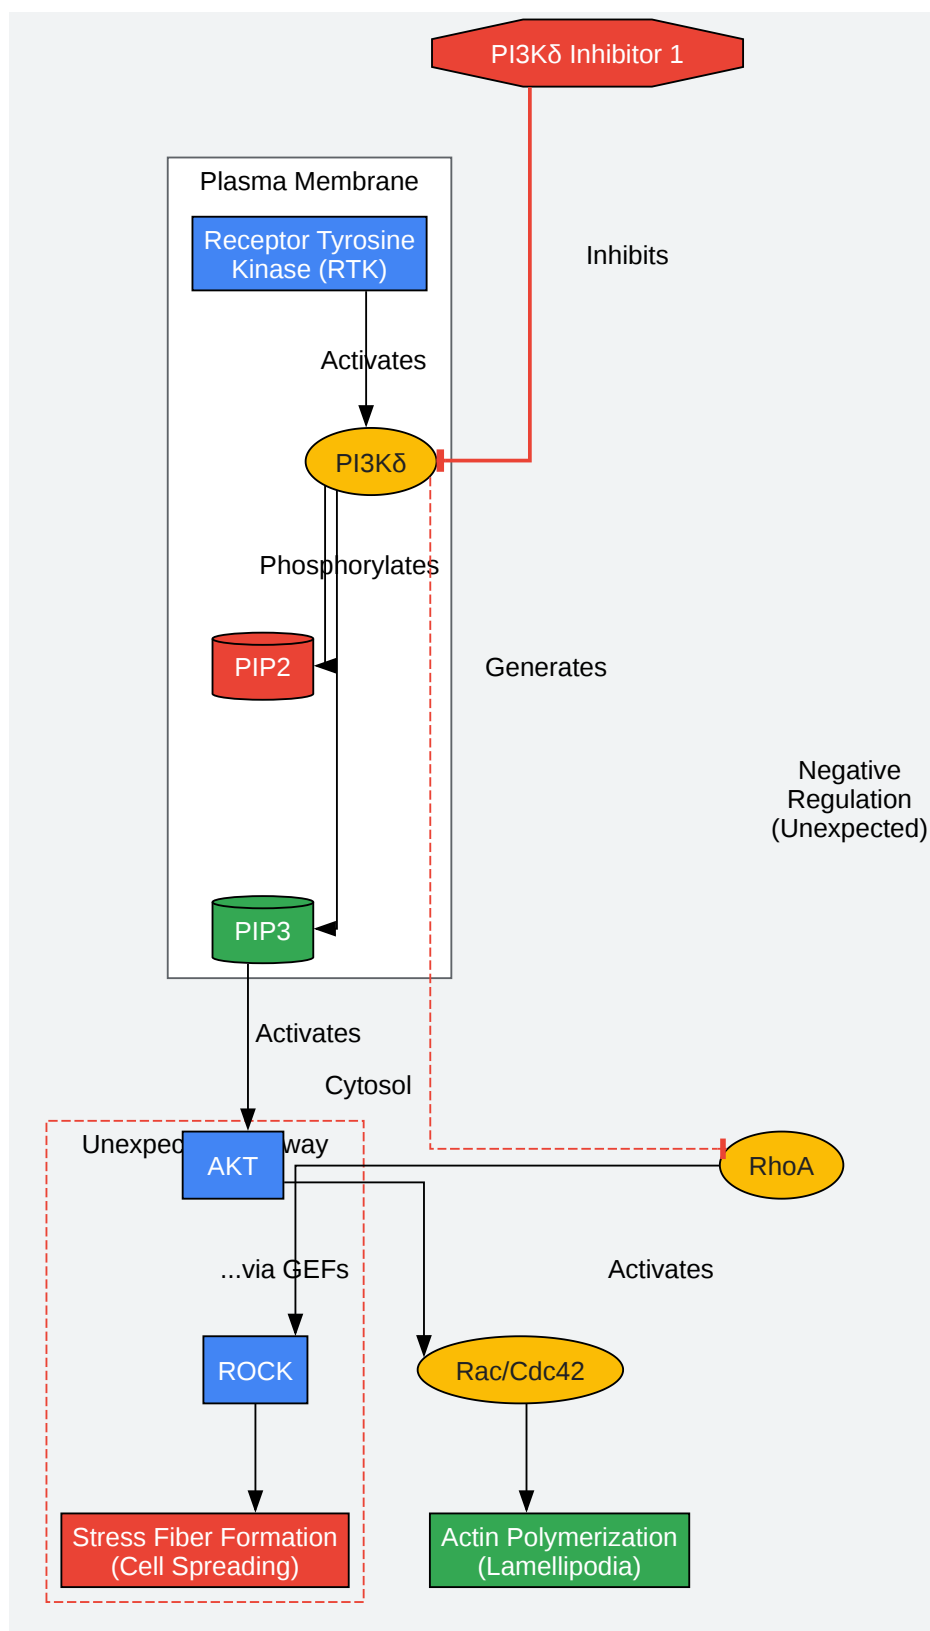 PI3Kδ Inhibitor 1
Plasma Membrane
Receptor Tyrosine
Kinase (RTK)
Inhibits
Activates
PI3Kδ
Phosphorylates
PIP2
Generates
Negative
Regulation
(Unexpected)
PIP3
Activates
Cytosol
AKT
RhoA
...via GEFs
Activates
ROCK
Rac/Cdc42
Stress Fiber Formation
(Cell Spreading)
Actin Polymerization
(Lamellipodia)